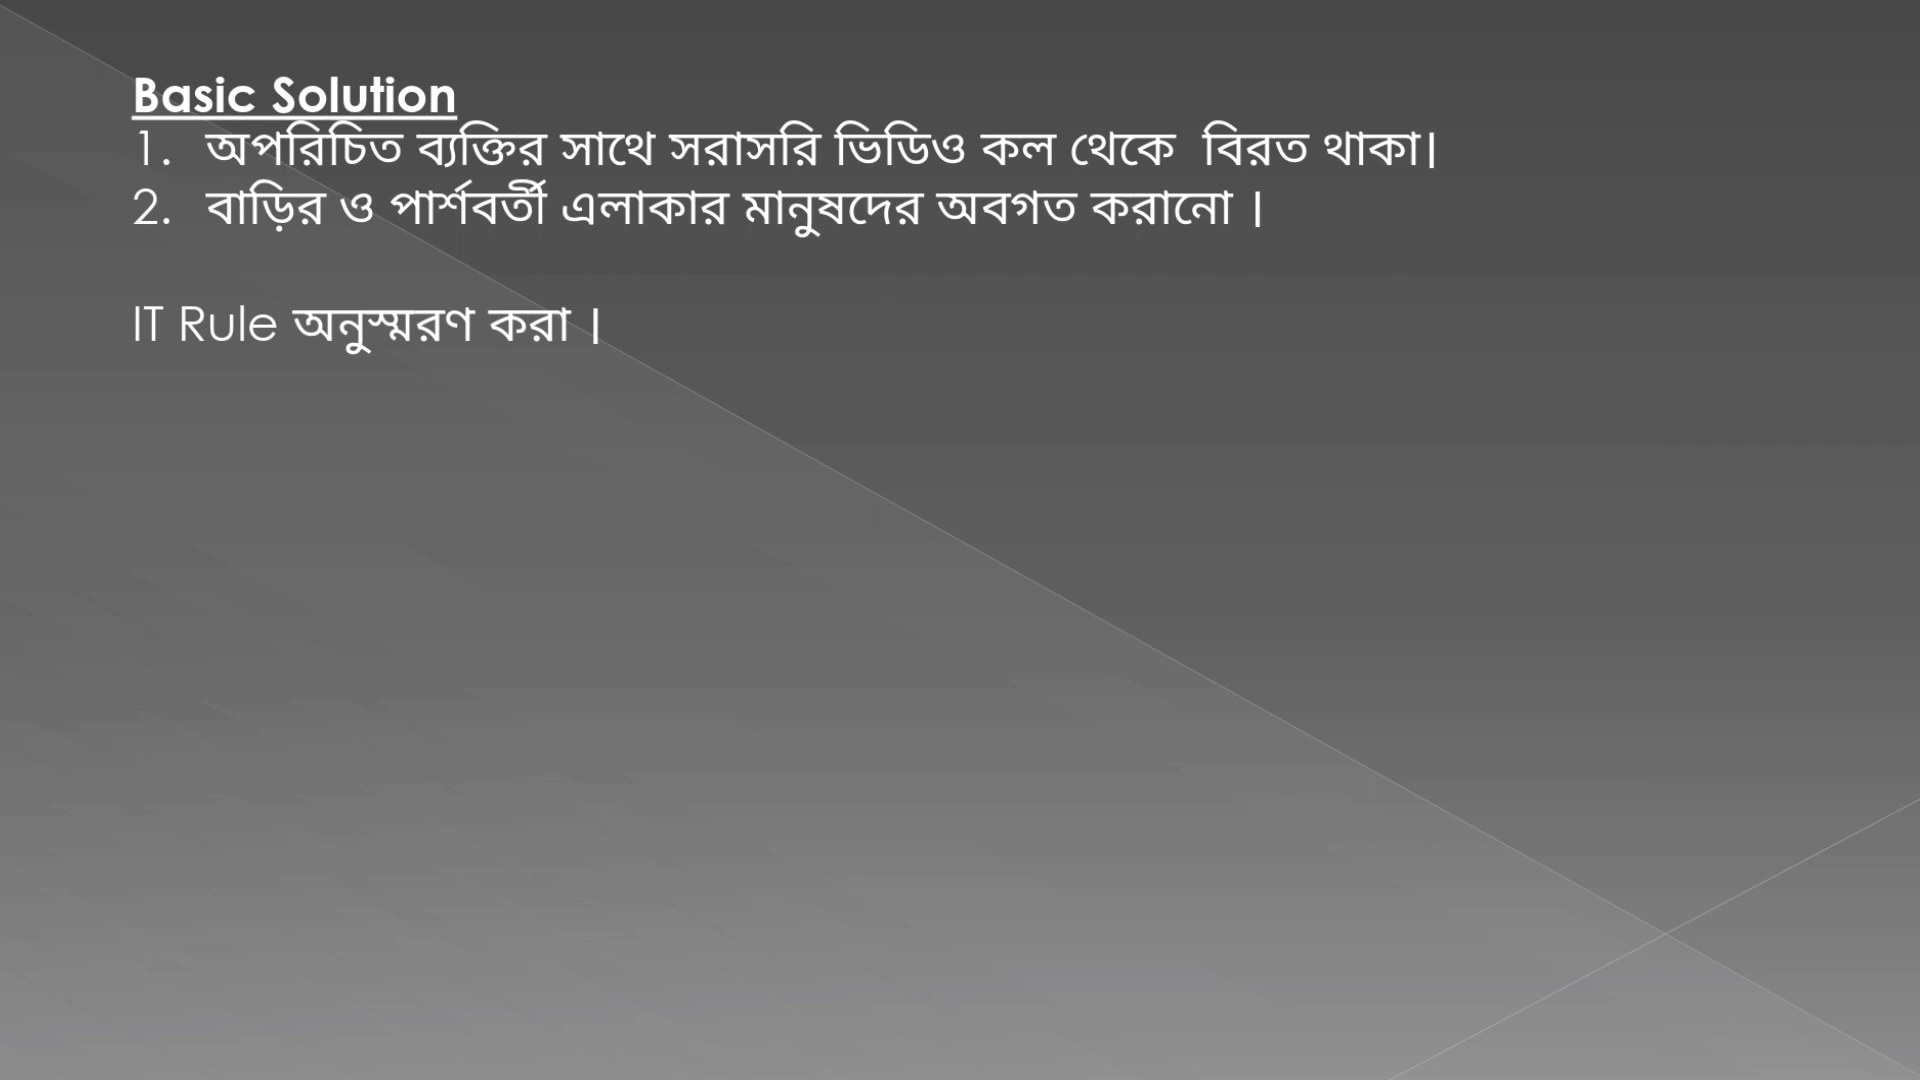 Basic Solution
1. অপরিচিত ব্যক্তির সাথে সরাসরি ভিডিও কল থেকে বিরত থাকা।
2. বাড়ির ও পার্শবর্তী এলাকার মানুষদের অবগত করানো ।
IT Rule অনুস্মরণ করা ।